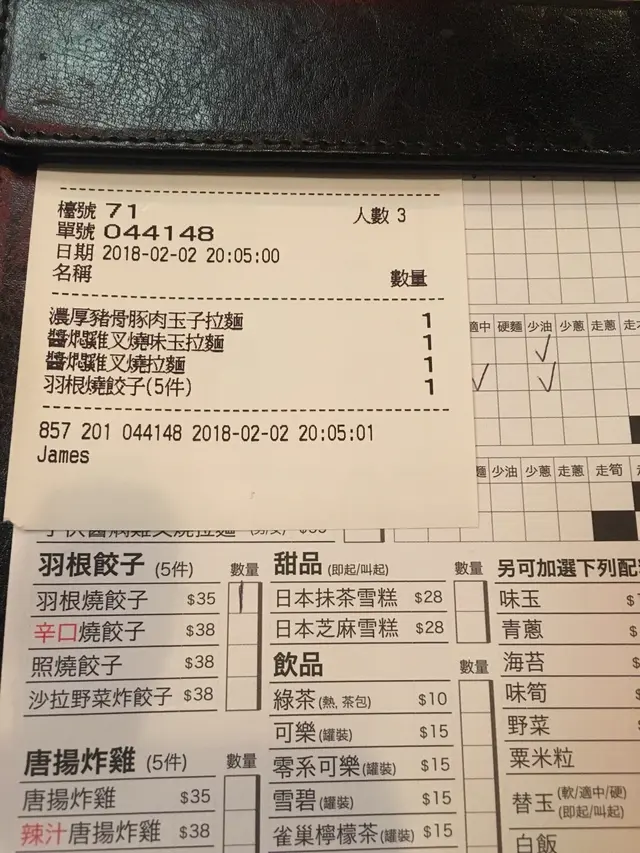 檯號 71 人數 3
單號 044148
日期 2018-02-02 20:05:00
名稱 數量
濃厚豬骨豚肉玉子拉麵 1
醬燜雞叉燒味玉拉麵 1
醬燜雞叉燒拉麵 1
羽根燒餃子(5件) 1
857 201 044148 2018-02-02 20:05:01
James
適中 硬麵 少油 少蔥 走蔥
少油 少蔥 走蔥 走筍
羽根餃子 (5件) 數量
羽根燒餃子 $35
辛口燒餃子 $38
照燒餃子 $38
沙拉野菜炸餃子 $38
唐揚炸雞 (5件) 數量
唐揚炸雞 $35
辣汁唐揚炸雞 $38
甜品 (即起/叫起) 數量
日本抹茶雪糕 $28
日本芝麻雪糕 $28
飲品 數量
綠茶(熱, 茶包) $10
可樂(罐裝) $15
零系可樂(罐裝) $15
雪碧(罐裝) $15
雀巢檸檬茶(罐裝) $15
另可加選下列配
味玉
青蔥
海苔
味筍
野菜
粟米粒
替玉 (軟/適中/硬) (即起/叫起)
白飯